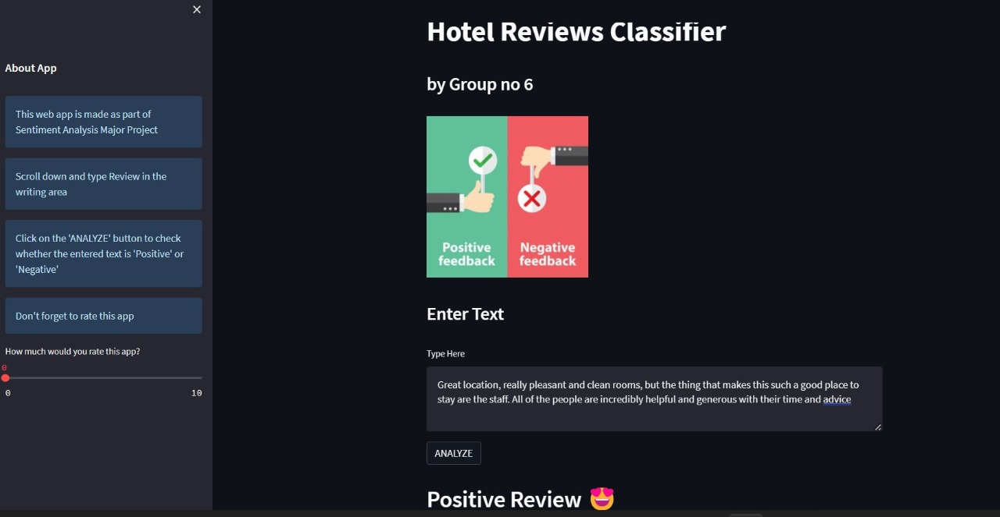 About App
This web app is made as part of
Sentiment Analysis Major Project
Scroll down and type Review in the
writing area
Click on the 'ANALYZE' button to check
whether the entered text is 'Positive' or
'Negative'
Don't forget to rate this app
How much would you rate this app?
0
0 10
Hotel Reviews Classifier
by Group no 6
Positive feedback
Negative feedback
Enter Text
Type Here
Great location, really pleasant and clean rooms, but the thing that makes this such a good place to
stay are the staff. All of the people are incredibly helpful and generous with their time and advice
ANALYZE
Positive Review 😍